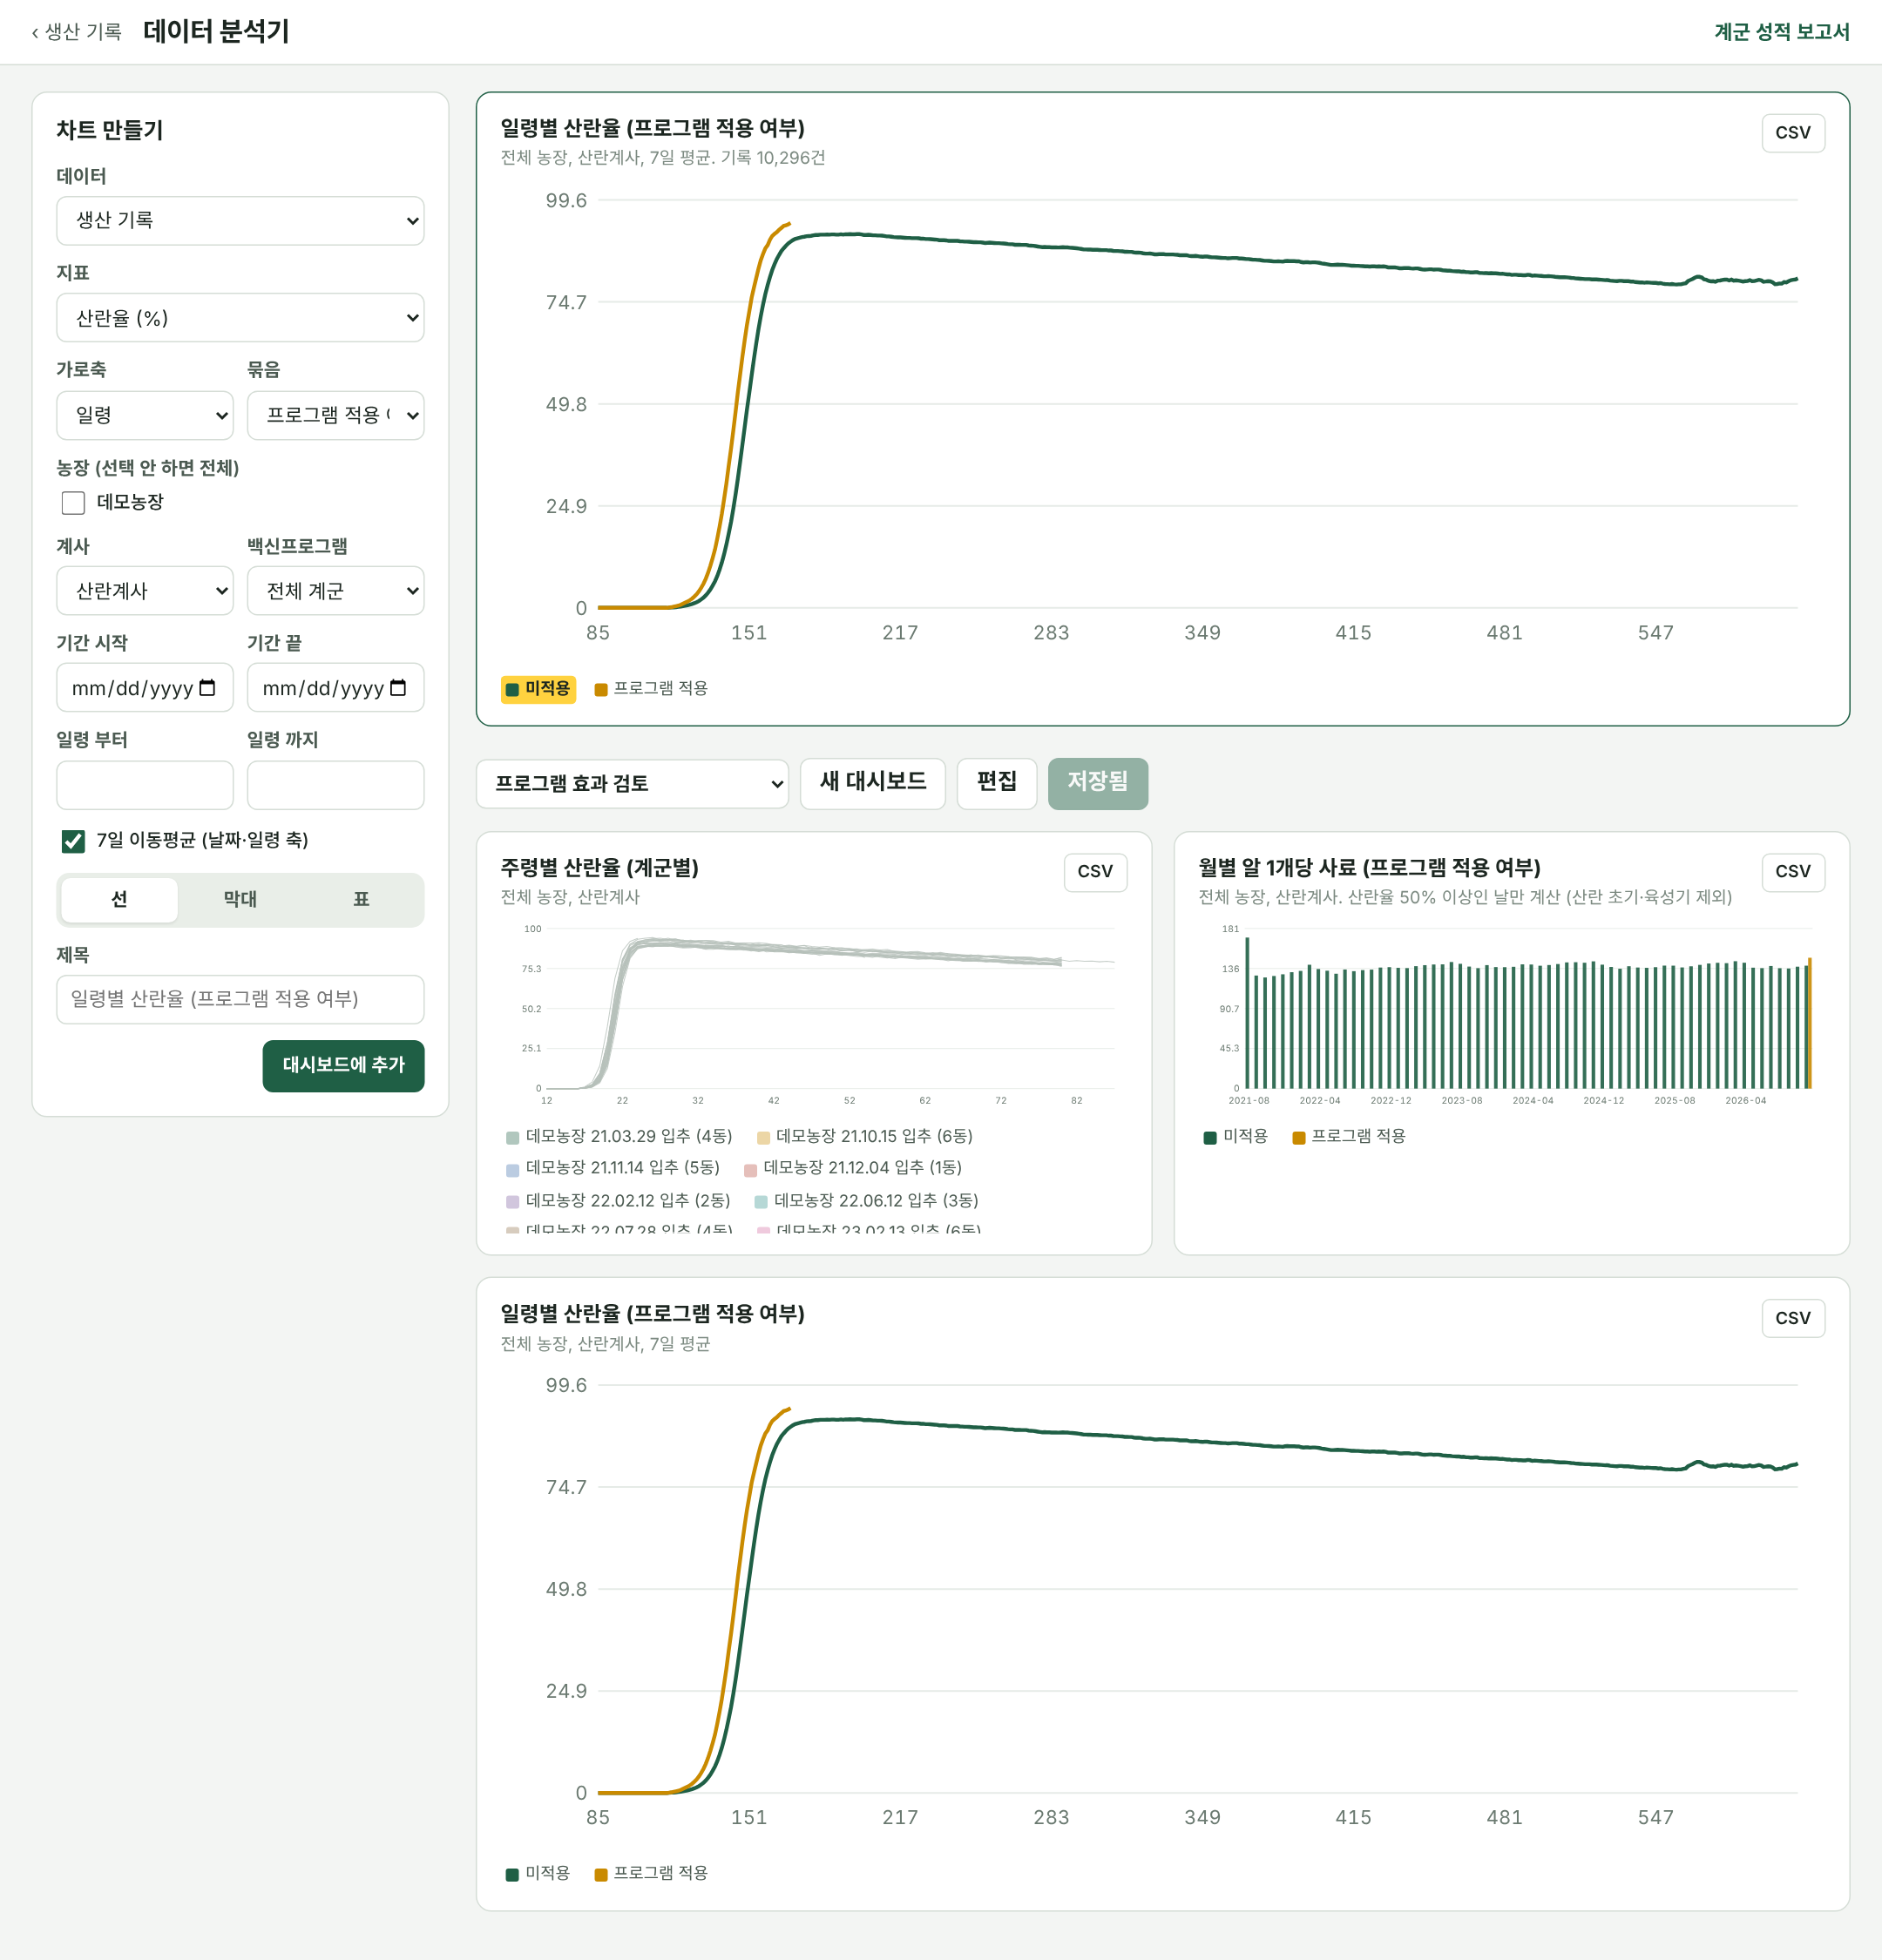 ‹ 생산 기록 데이터 분석기 계군 성적 보고서
차트 만들기
데이터
생산 기록
지표
산란율 (%)
가로축 묶음
일령 프로그램 적용
농장 (선택 안 하면 전체)
데모농장
계사 백신프로그램
산란계사 전체 계군
기간 시작 기간 끝
mm/dd/yyyy mm/dd/yyyy
일령 부터 일령 까지
7일 이동평균 (날짜·일령 축)
선 막대 표
제목
일령별 산란율 (프로그램 적용 여부)
대시보드에 추가
일령별 산란율 (프로그램 적용 여부) CSV
전체 농장, 산란계사, 7일 평균. 기록 10,296건
99.6
74.7
49.8
24.9
0
85 151 217 283 349 415 481 547
미적용 프로그램 적용
프로그램 효과 검토 새 대시보드 편집 저장됨
주령별 산란율 (계군별) CSV
전체 농장, 산란계사
100
75.3
50.2
25.1
0
12 22 32 42 52 62 72 82
데모농장 21.03.29 입추 (4동) 데모농장 21.10.15 입추 (6동)
데모농장 21.11.14 입추 (5동) 데모농장 21.12.04 입추 (1동)
데모농장 22.02.12 입추 (2동) 데모농장 22.06.12 입추 (3동)
데모농장 22.07.28 입추 (4동) 데모농장 23.02.13 입추 (6동)
월별 알 1개당 사료 (프로그램 적용 여부) CSV
전체 농장, 산란계사. 산란율 50% 이상인 날만 계산 (산란 초기·육성기 제외)
181
136
90.7
45.3
0
2021-08 2022-04 2022-12 2023-08 2024-04 2024-12 2025-08 2026-04
미적용 프로그램 적용
일령별 산란율 (프로그램 적용 여부) CSV
전체 농장, 산란계사, 7일 평균
99.6
74.7
49.8
24.9
0
85 151 217 283 349 415 481 547
미적용 프로그램 적용